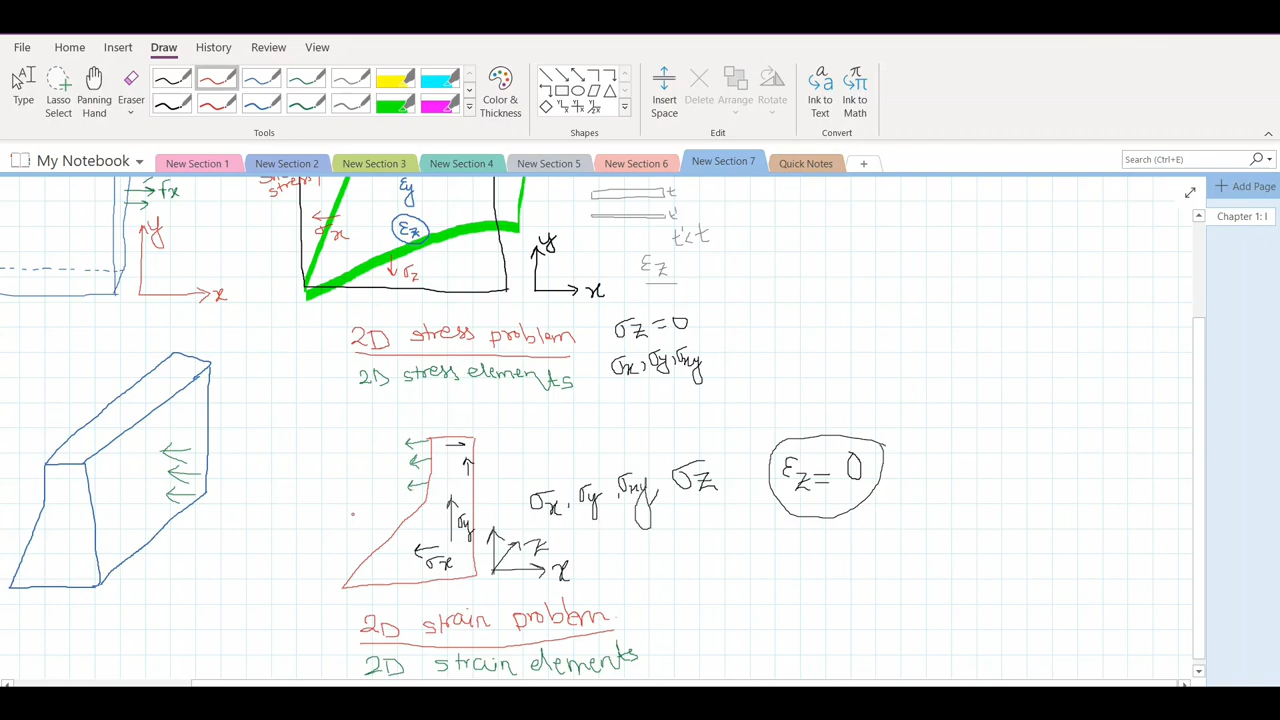 File Home Insert Draw History Review View
Type
Lasso Select
Panning Hand
Eraser
Color & Thickness
Insert Space
Delete
Arrange
Rotate
Ink to Text
Ink to Math
Tools
Shapes
Edit
Convert
My Notebook
New Section 1
New Section 2
New Section 3
New Section 4
New Section 5
New Section 6
New Section 7
Quick Notes
Search (Ctrl+E)
Add Page
Chapter 1: I
fx
y
x
stress
εy
σx
εz
σz
y
x
t
t'
t'<t
εz
2D stress problem
2D stress elements
σz=0
σx, σy, σxy
σy
σx
σx, σy, σxy, σz
z
x
εz = 0
2D strain problem
2D strain elements